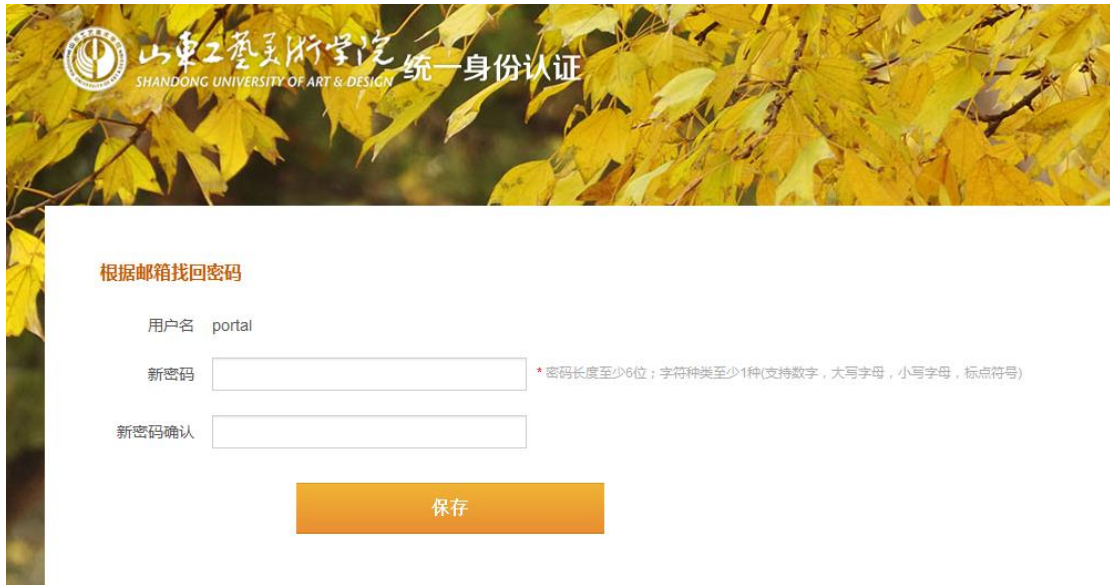 山東工藝美術学院
SHANDONG UNIVERSITY OF ART & DESIGN
统一身份认证
根据邮箱找回密码
用户名 portal
新密码 * 密码长度至少6位；字符种类至少1种(支持数字，大写字母，小写字母，标点符号)
新密码确认
保存